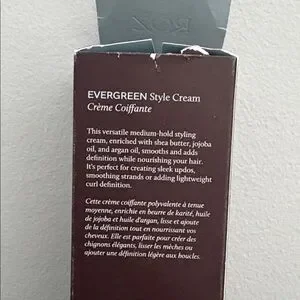 EVERGREEN Style Cream
Crème Coiffante
This versatile medium-hold styling
cream, enriched with shea butter, jojoba
oil, and argan oil, smooths and adds
definition while nourishing your hair.
It's perfect for creating sleek updos,
smoothing strands or adding lightweight
curl definition.
Cette crème coiffante polyvalente à tenue
moyenne, enrichie en beurre de karité, huile
de jojoba et huile d'argan, lisse et ajoute
de la définition tout en nourrissant vos
cheveux. Elle est parfaite pour créer des
chignons élégants, lisser les mèches ou
ajouter une définition légère aux boucles.